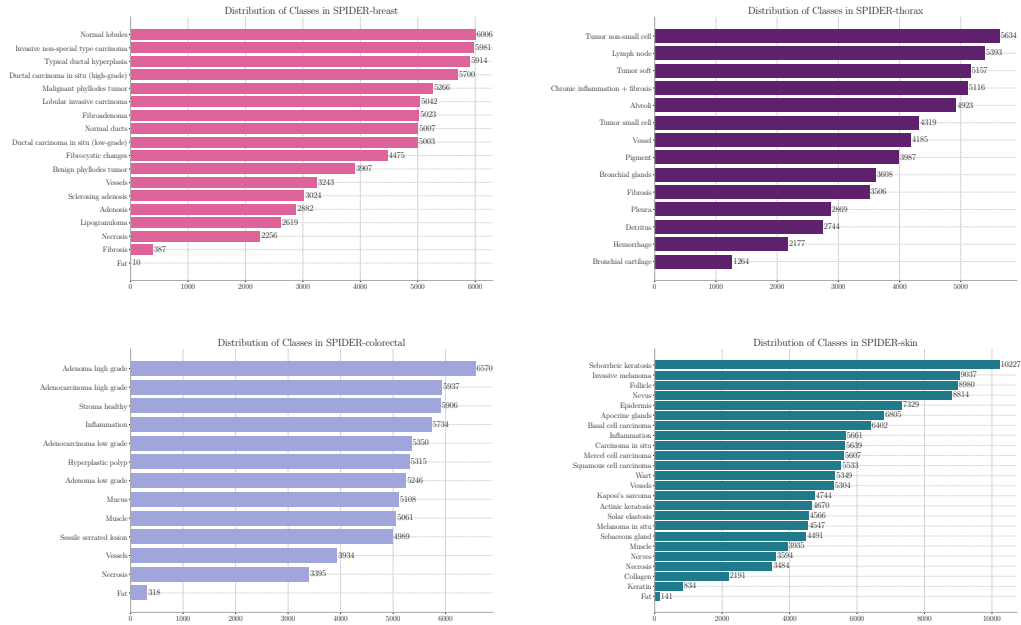 Distribution of Classes in SPIDER-breast
Normal lobules 6006
Invasive non-special type carcinoma 5981
Typical ductal hyperplasia 5914
Ductal carcinoma in situ (high-grade) 5700
Malignant phyllodes tumor 5266
Lobular invasive carcinoma 5042
Fibroadenoma 5023
Normal ducts 5007
Ductal carcinoma in situ (low-grade) 5003
Fibrocystic changes 4475
Benign phyllodes tumor 3907
Vessels 3243
Sclerosing adenosis 3024
Adenosis 2882
Lipogranuloma 2619
Necrosis 2256
Fibrosis 387
Fat 10
0 1000 2000 3000 4000 5000 6000
Distribution of Classes in SPIDER-thorax
Tumor non-small cell 5634
Lymph node 5393
Tumor soft 5157
Chronic inflammation + fibrosis 5116
Alveoli 4923
Tumor small cell 4319
Vessel 4185
Pigment 3987
Bronchial glands 3608
Fibrosis 3506
Pleura 2869
Detritus 2744
Hemorrhage 2177
Bronchial cartilage 1264
0 1000 2000 3000 4000 5000
Distribution of Classes in SPIDER-colorectal
Adenoma high grade 6570
Adenocarcinoma high grade 5937
Stroma healthy 5906
Inflammation 5734
Adenocarcinoma low grade 5350
Hyperplastic polyp 5315
Adenoma low grade 5246
Mucus 5108
Muscle 5061
Sessile serrated lesion 4989
Vessels 3934
Necrosis 3395
Fat 318
0 1000 2000 3000 4000 5000 6000
Distribution of Classes in SPIDER-skin
Seborrheic keratosis 10227
Invasive melanoma 9037
Follicle 8980
Nevus 8814
Epidermis 7329
Apocrine glands 6805
Basal cell carcinoma 6402
Inflammation 5661
Carcinoma in situ 5639
Mercel cell carcinoma 5607
Squamous cell carcinoma 5533
Wart 5349
Vessels 5304
Kaposi's sarcoma 4744
Actinic keratosis 4670
Solar elastosis 4566
Melanoma in situ 4547
Sebaceous gland 4491
Muscle 3935
Nerves 3594
Necrosis 3484
Collagen 2191
Keratin 834
Fat 141
0 2000 4000 6000 8000 10000